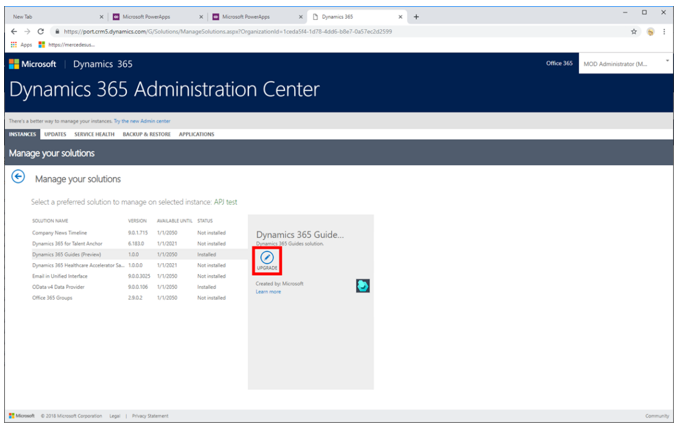 New Tab
Microsoft PowerApps
Microsoft PowerApps
Dynamics 365
https://port.crm5.dynamics.com/G/Solutions/ManageSolutions.aspx?OrganizationId=1ceda5f4-1d78-4dd6-b8e7-0a57ec2d2599
Apps
https://mercedesus...
Microsoft | Dynamics 365
Office 365
MOD Administrator (M...
Dynamics 365 Administration Center
There's a better way to manage your instances. Try the new Admin center
INSTANCES UPDATES SERVICE HEALTH BACKUP & RESTORE APPLICATIONS
Manage your solutions
Manage your solutions
Select a preferred solution to manage on selected instance: APJ test
SOLUTION NAME VERSION AVAILABLE UNTIL STATUS
Company News Timeline 9.0.1.715 1/1/2050 Not installed
Dynamics 365 for Talent Anchor 6.183.0 1/1/2021 Not installed
Dynamics 365 Guides (Preview) 1.0.0 1/1/2050 Installed
Dynamics 365 Healthcare Accelerator Sa... 1.0.0.0 1/1/2021 Not installed
Email in Unified Interface 9.0.0.2025 1/1/2050 Not installed
OData v4 Data Provider 9.0.0.106 1/1/2050 Installed
Office 365 Groups 2.9.0.2 1/1/2050 Not installed
Dynamics 365 Guide...
Dynamics 365 Guides solution.
UPGRADE
Created by: Microsoft
Learn more
Microsoft © 2018 Microsoft Corporation Legal | Privacy Statement
Community